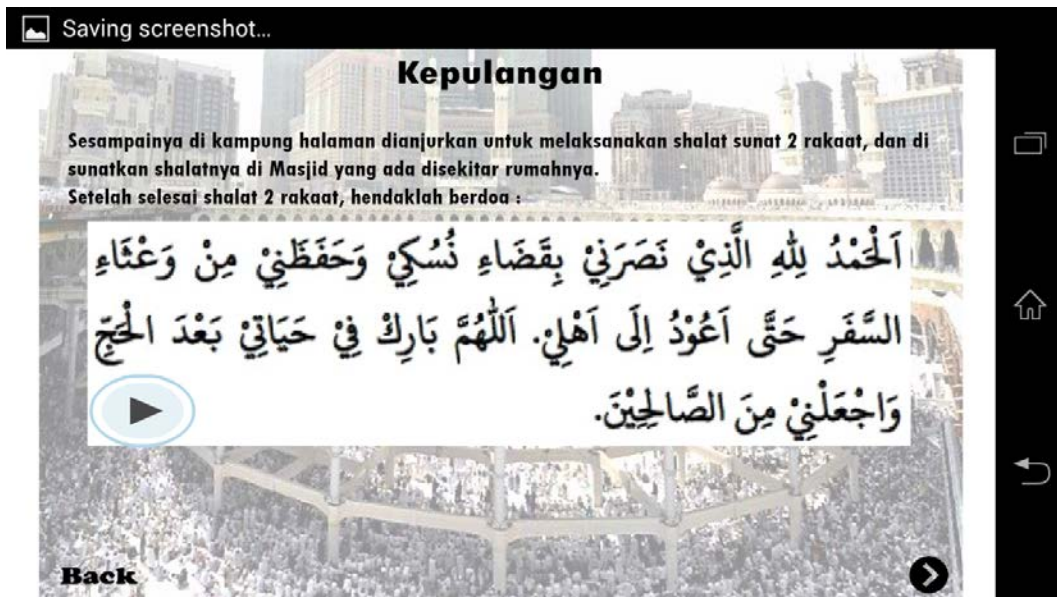 Saving screenshot...
Kepulangan
Sesampainya di kampung halaman dianjurkan untuk melaksanakan shalat sunat 2 rakaat, dan di
sunatkan shalatnya di Masjid yang ada disekitar rumahnya.
Setelah selesai shalat 2 rakaat, hendaklah berdoa :
اَلْحَمْدُ لِلّٰهِ الَّذِيْ نَصَرَنِيْ بِقَضَاءِ نُسُكِيْ وَحَفَظَنِيْ مِنْ وَعْثَاءِ
السَّفَرِ حَتَّى اَعُوْدُ اِلَى اَهْلِيْ. اَللّٰهُمَّ بَارِكْ فِيْ حَيَاتِيْ بَعْدَ الْحَجِّ
وَاجْعَلْنِيْ مِنَ الصَّالِحِيْنَ.
Back